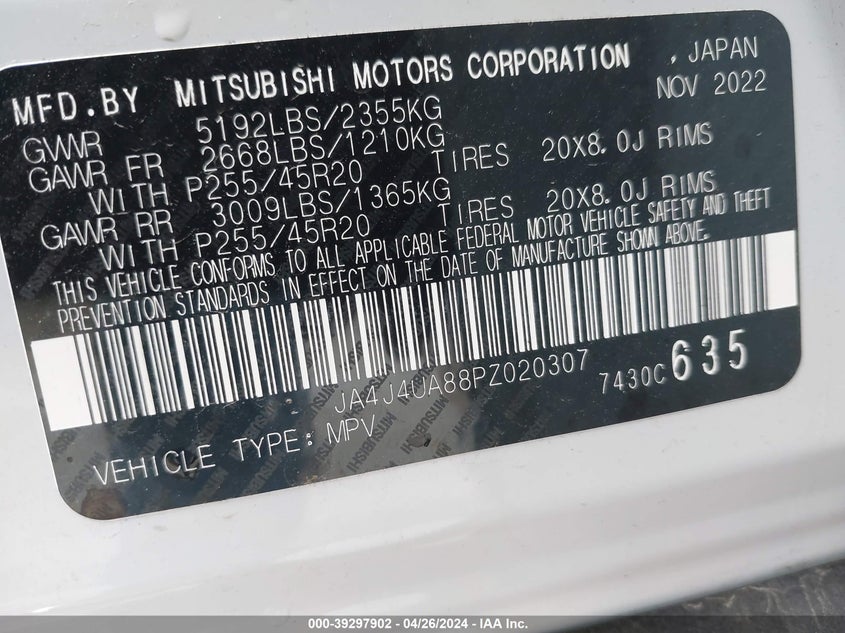 MFD.BY MITSUBISHI MOTORS CORPORATION , JAPAN
NOV 2022
GVWR 5192LBS/2355KG
GAWR FR 2668LBS/1210KG
WITH P255/45R20 TIRES 20X8.0J RIMS
GAWR RR 3009LBS/1365KG
WITH P255/45R20 TIRES 20X8.0J RIMS
THIS VEHICLE CONFORMS TO ALL APPLICABLE FEDERAL MOTOR VEHICLE SAFETY AND THEFT
PREVENTION STANDARDS IN EFFECT ON THE DATE OF MANUFACTURE SHOWN ABOVE.
JA4J4UA88PZ020307 7430C 635
VEHICLE TYPE: MPV
000-39297902 - 04/26/2024 - IAA Inc.